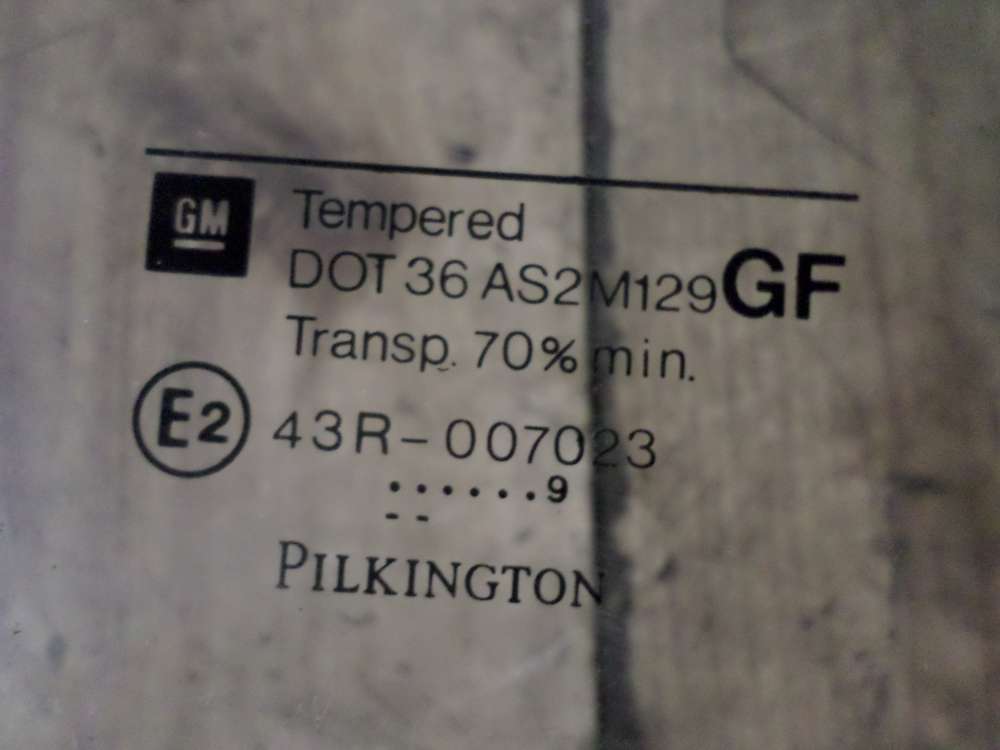 GM
Tempered
DOT 36 AS2 M129 GF
Transp. 70% min.
E2 43R-007023
......9
--
PILKINGTON